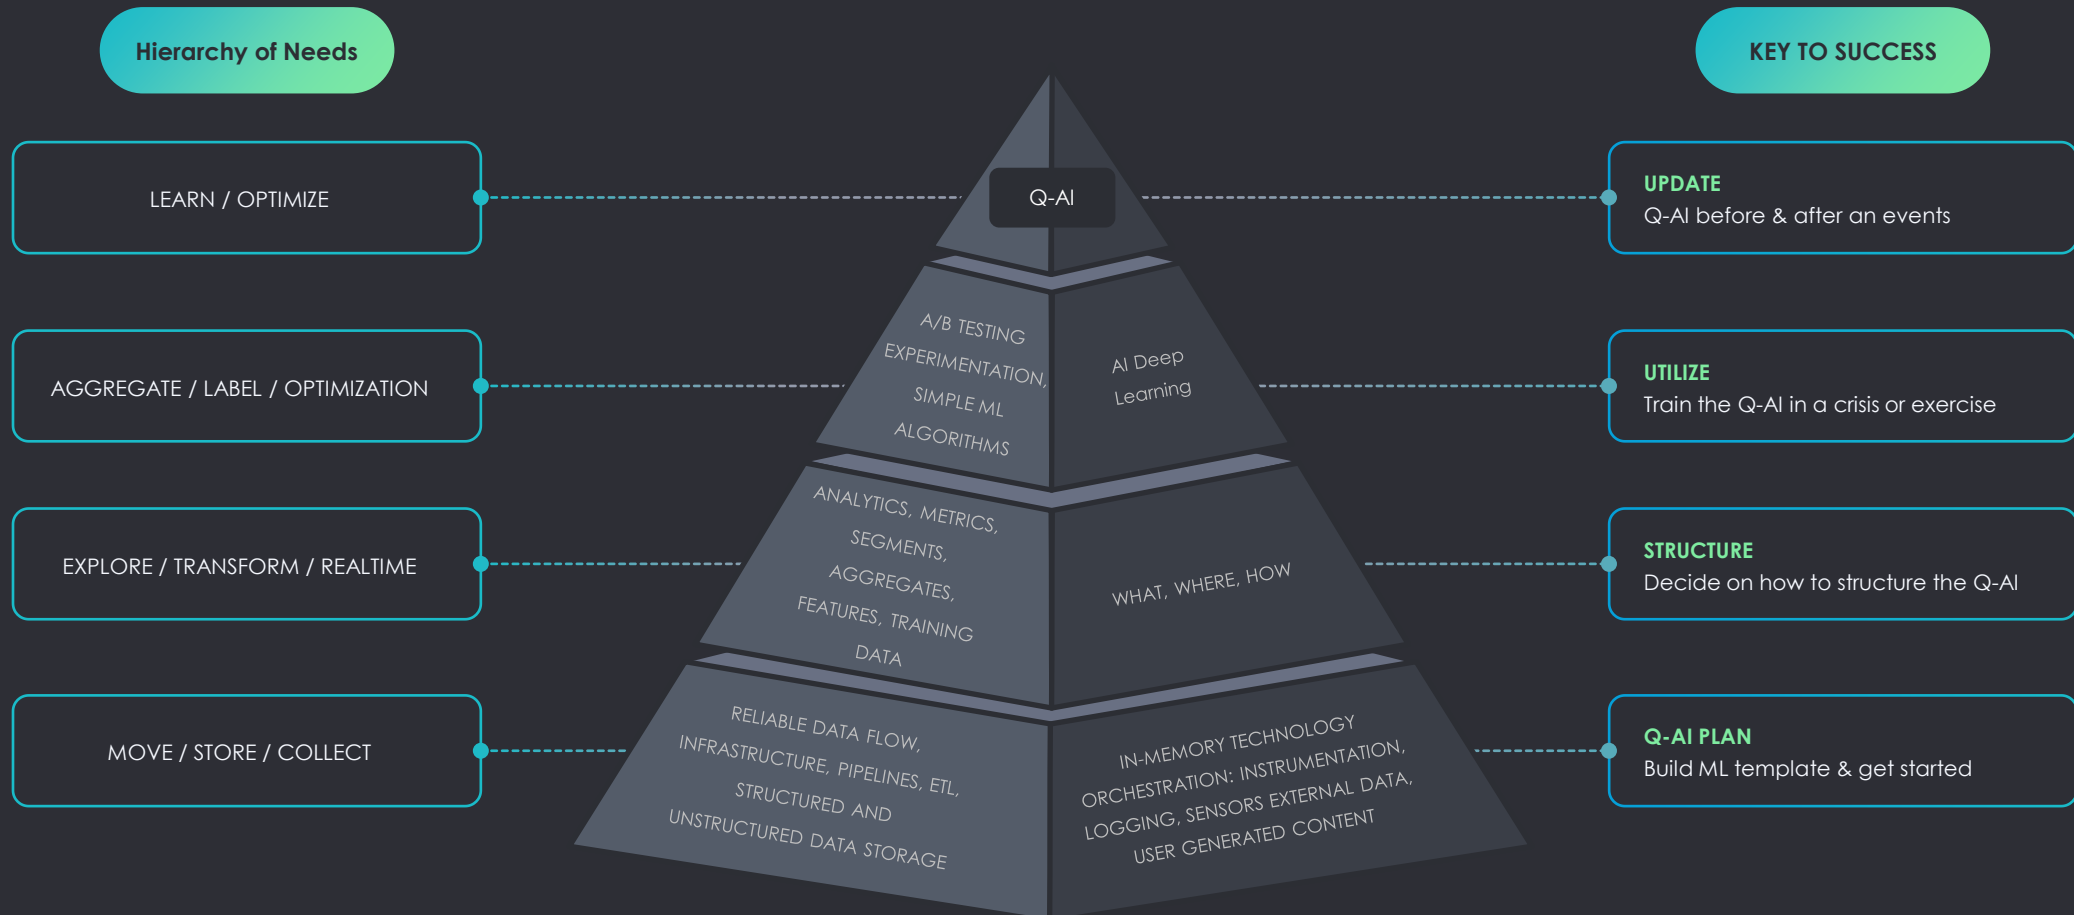 Hierarchy of Needs
KEY TO SUCCESS
LEARN / OPTIMIZE
Q-AI
UPDATE
Q-AI before & after an events
AGGREGATE / LABEL / OPTIMIZATION
A/B TESTING
EXPERIMENTATION,
SIMPLE ML
ALGORITHMS
AI Deep
Learning
UTILIZE
Train the Q-AI in a crisis or exercise
EXPLORE / TRANSFORM / REALTIME
ANALYTICS, METRICS,
SEGMENTS,
AGGREGATES,
FEATURES, TRAINING
DATA
WHAT, WHERE, HOW
STRUCTURE
Decide on how to structure the Q-AI
MOVE / STORE / COLLECT
RELIABLE DATA FLOW,
INFRASTRUCTURE, PIPELINES, ETL,
STRUCTURED AND
UNSTRUCTURED DATA STORAGE
IN-MEMORY TECHNOLOGY
ORCHESTRATION: INSTRUMENTATION,
LOGGING, SENSORS EXTERNAL DATA,
USER GENERATED CONTENT
Q-AI PLAN
Build ML template & get started